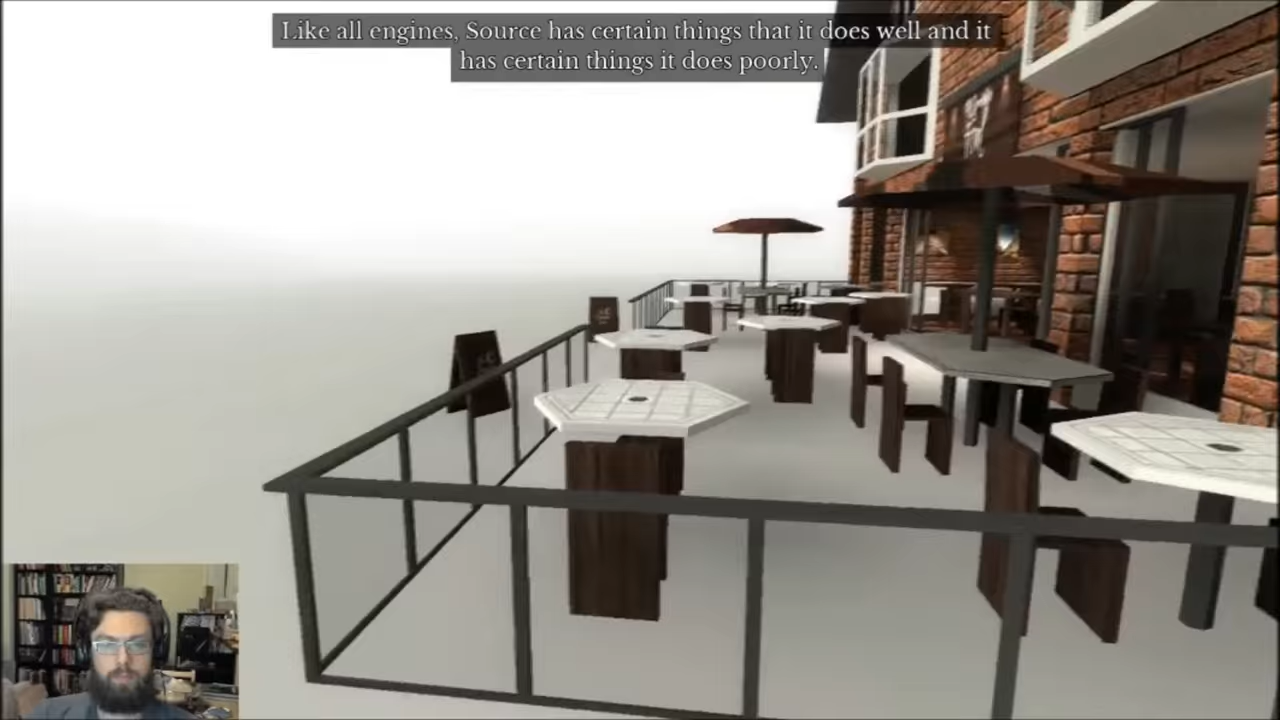 Like all engines, Source has certain things that it does well and it
has certain things it does poorly.